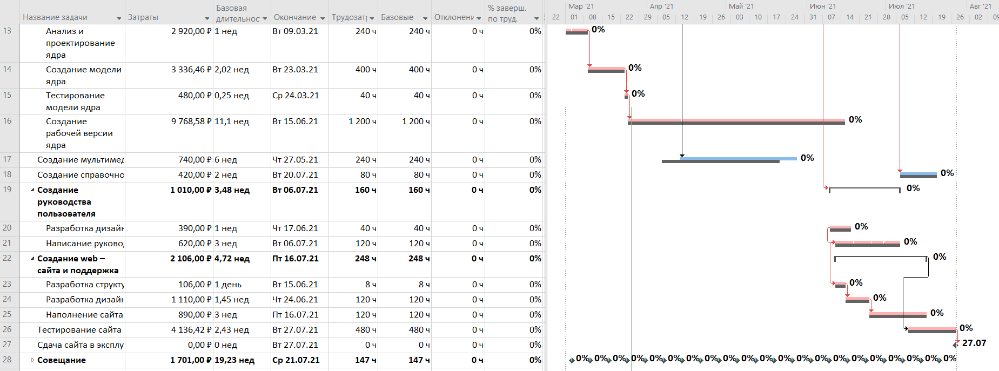 Название задачи Затраты Базовая длительнос Окончание Трудозат Базовые Отклонени % заверш. по труд.
Мар '21 Апр '21 Май '21 Июн '21 Июл '21 Авг '21
22 01 08 15 22 29 05 12 19 26 03 10 17 24 31 07 14 21 28 05 12 19 26 02 09
13 Анализ и проектирование ядра 2 920,00 ₽ 1 нед Вт 09.03.21 240 ч 240 ч 0 ч 0% 0%
14 Создание модели ядра 3 336,46 ₽ 2,02 нед Вт 23.03.21 400 ч 400 ч 0 ч 0% 0%
15 Тестирование модели ядра 480,00 ₽ 0,25 нед Ср 24.03.21 40 ч 40 ч 0 ч 0% 0%
16 Создание рабочей версии ядра 9 768,58 ₽ 11,1 нед Вт 15.06.21 1 200 ч 1 200 ч 0 ч 0% 0%
17 Создание мультимед 740,00 ₽ 6 нед Чт 27.05.21 240 ч 240 ч 0 ч 0% 0%
18 Создание справочно 420,00 ₽ 2 нед Вт 20.07.21 80 ч 80 ч 0 ч 0% 0%
19 Создание руководства пользователя 1 010,00 ₽ 3,48 нед Вт 06.07.21 160 ч 160 ч 0 ч 0% 0%
20 Разработка дизайн 390,00 ₽ 1 нед Чт 17.06.21 40 ч 40 ч 0 ч 0% 0%
21 Написание руковод 620,00 ₽ 3 нед Вт 06.07.21 120 ч 120 ч 0 ч 0% 0%
22 Создание web – сайта и поддержка 2 106,00 ₽ 4,72 нед Пт 16.07.21 248 ч 248 ч 0 ч 0% 0%
23 Разработка структу 106,00 ₽ 1 день Вт 15.06.21 8 ч 8 ч 0 ч 0% 0%
24 Разработка дизайн 1 110,00 ₽ 1,45 нед Чт 24.06.21 120 ч 120 ч 0 ч 0% 0%
25 Наполнение сайта 890,00 ₽ 3 нед Пт 16.07.21 120 ч 120 ч 0 ч 0% 0%
26 Тестирование сайта 4 136,42 ₽ 2,43 нед Вт 27.07.21 480 ч 480 ч 0 ч 0% 0%
27 Сдача сайта в эксплу 0,00 ₽ 0 нед Вт 27.07.21 0 ч 0 ч 0 ч 0% 27.07
28 Совещание 1 701,00 ₽ 19,23 нед Ср 21.07.21 147 ч 147 ч 0 ч 0% 0% 0% 0% 0% 0% 0% 0% 0% 0% 0% 0% 0% 0% 0% 0% 0% 0% 0% 0% 0% 0%